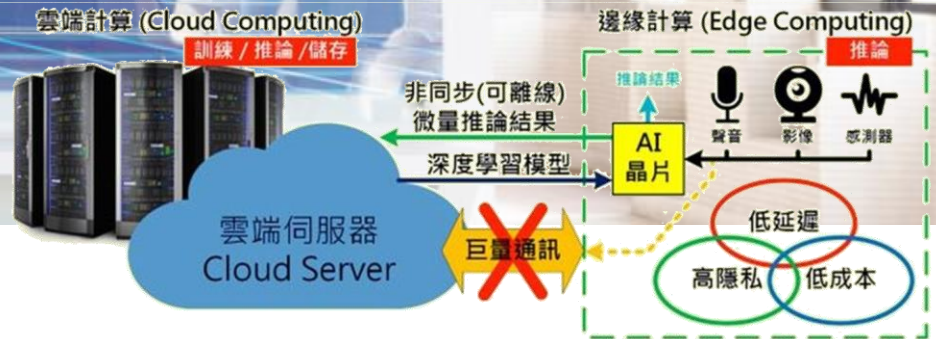 雲端計算 (Cloud Computing)
訓練 / 推論 /儲存
邊緣計算 (Edge Computing)
推論
推論結果
聲音
影像
感測器
非同步(可離線)
微量推論結果
AI
晶片
深度學習模型
雲端伺服器
Cloud Server
巨量通訊
低延遲
高隱私
低成本